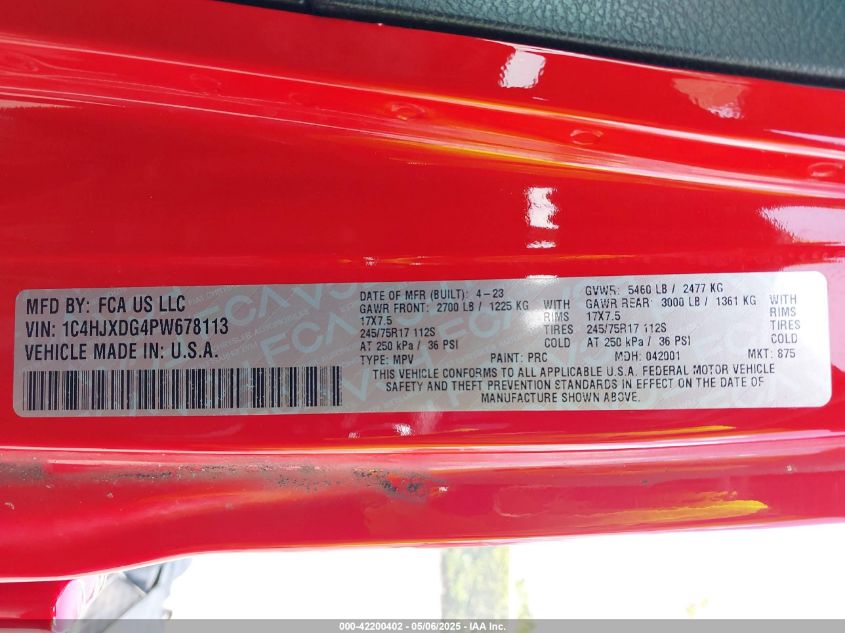 MFD BY: FCA US LLC
VIN: 1C4HJXDG4PW678113
VEHICLE MADE IN: U.S.A.
DATE OF MFR (BUILT): 4-23 GVWR: 5460 LB / 2477 KG
GAWR FRONT: 2700 LB / 1225 KG WITH GAWR REAR: 3000 LB / 1361 KG WITH
17X7.5 RIMS 17X7.5 RIMS
245/75R17 112S TIRES 245/75R17 112S TIRES
AT 250 kPa / 36 PSI COLD AT 250 kPa / 36 PSI COLD
TYPE: MPV PAINT: PRC MDH: 042001 MKT: 875
THIS VEHICLE CONFORMS TO ALL APPLICABLE U.S.A. FEDERAL MOTOR VEHICLE
SAFETY AND THEFT PREVENTION STANDARDS IN EFFECT ON THE DATE OF
MANUFACTURE SHOWN ABOVE.
000-42200402 - 05/06/2025 - IAA Inc.